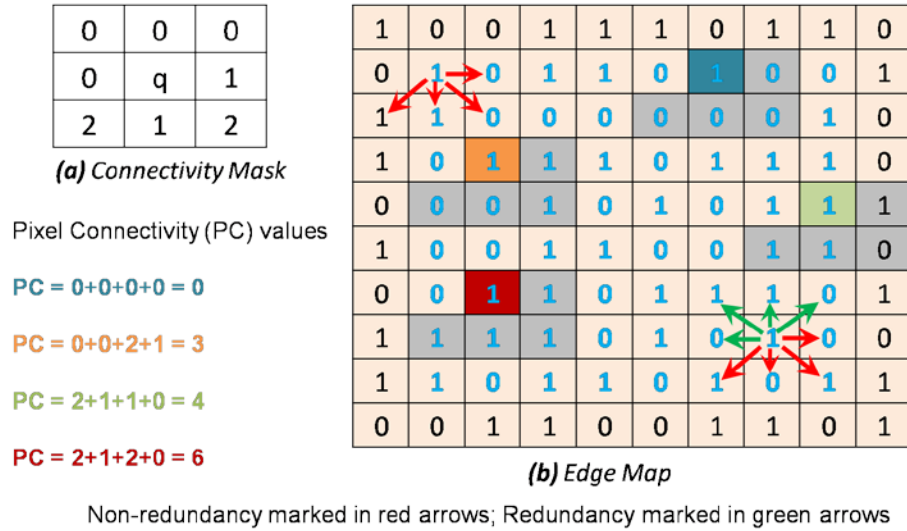 0 0 0
0 q 1
2 1 2
(a) Connectivity Mask
Pixel Connectivity (PC) values
PC = 0+0+0+0 = 0
PC = 0+0+2+1 = 3
PC = 2+1+1+0 = 4
PC = 2+1+2+0 = 6
1 0 0 1 1 1 0 1 1 0
0 1 0 1 1 0 1 0 0 1
1 1 0 0 0 0 0 0 1 0
1 0 1 1 1 0 1 1 1 0
0 0 0 1 0 1 0 1 1 1
1 0 0 1 1 0 0 1 1 0
0 0 1 1 0 1 1 1 0 1
1 1 1 1 0 1 0 1 0 0
1 1 0 1 1 0 1 0 1 1
0 0 1 1 0 0 1 1 0 1
(b) Edge Map
Non-redundancy marked in red arrows; Redundancy marked in green arrows